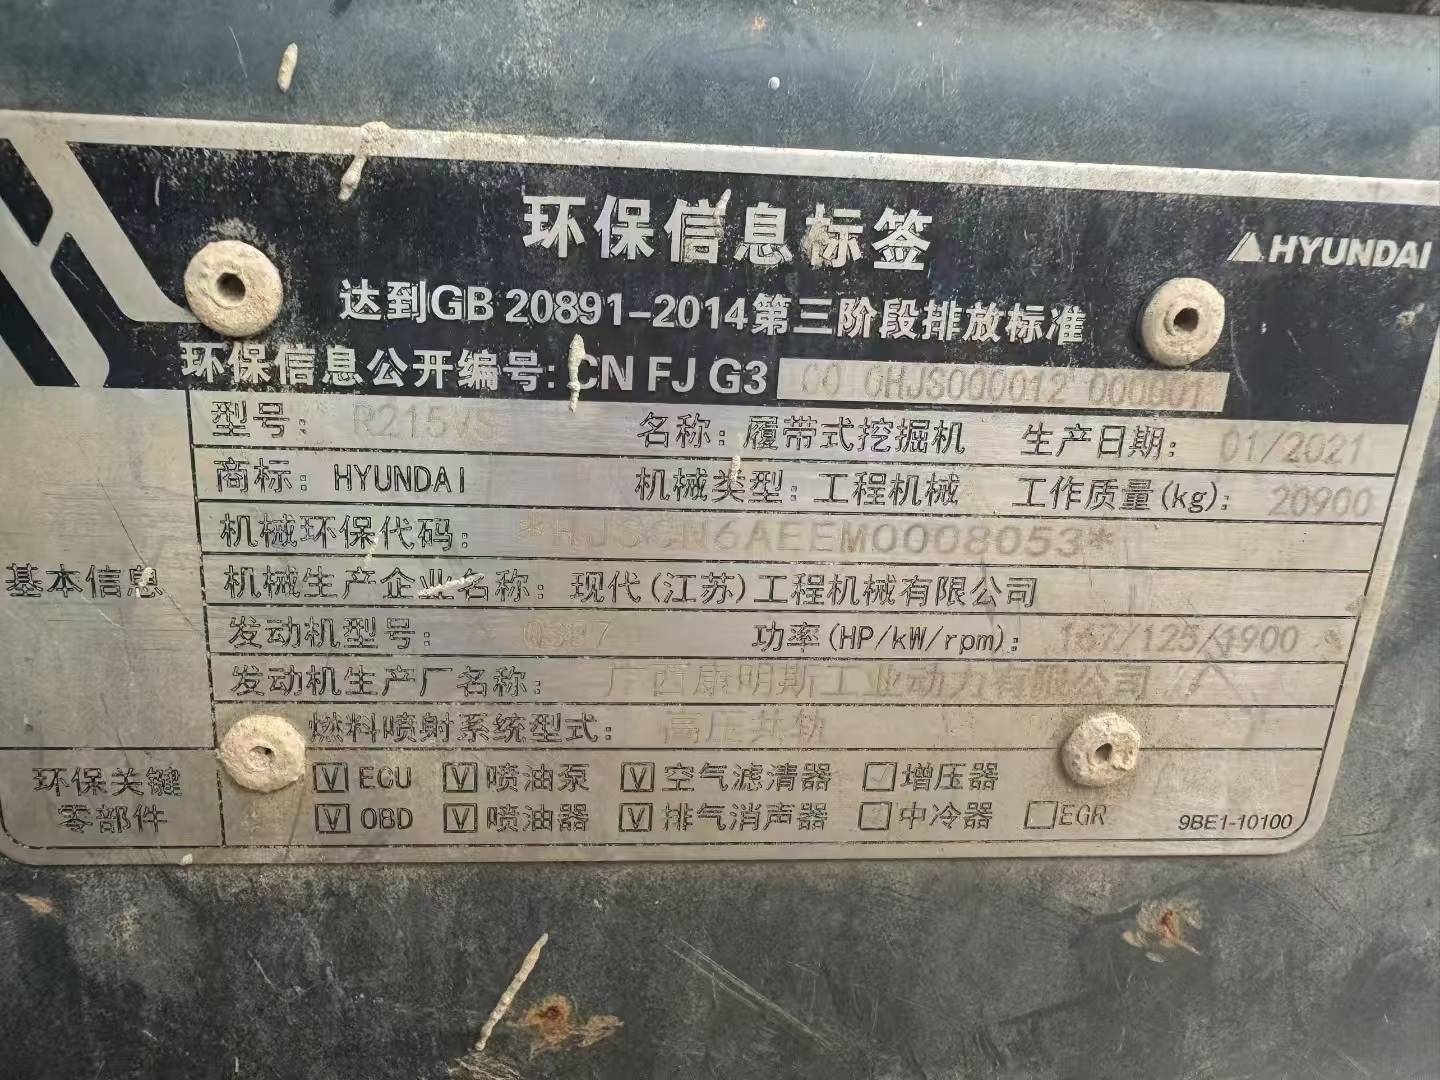 环保信息标签
HYUNDAI
达到GB 20891-2014第三阶段排放标准
环保信息公开编号: CN FJ G3 00 0HJS000012 000001
型号: R215VS 名称: 履带式挖掘机 生产日期: 01/2021
商标: HYUNDAI 机械类型: 工程机械 工作质量(kg): 20900
机械环保代码: *HJSCN6AEEM0008053*
基本信息
机械生产企业名称: 现代(江苏)工程机械有限公司
发动机型号: 功率(HP/kW/rpm): 167/125/1900
发动机生产厂名称: 广西康明斯工业动力有限公司
燃料喷射系统型式: 高压共轨
环保关键零部件
V ECU V 喷油泵 V 空气滤清器 增压器
V OBD V 喷油器 V 排气消声器 中冷器 EGR
9BE1-10100